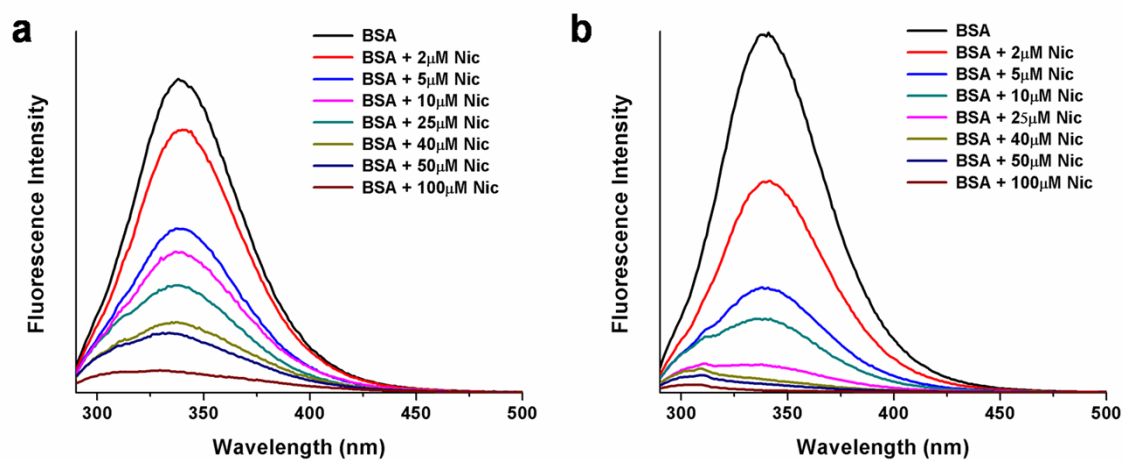 a
BSA
BSA + 2μM Nic
BSA + 5μM Nic
BSA + 10μM Nic
BSA + 25μM Nic
BSA + 40μM Nic
BSA + 50μM Nic
BSA + 100μM Nic
Fluorescence Intensity
300 350 400 450 500
Wavelength (nm)
b
BSA
BSA + 2μM Nic
BSA + 5μM Nic
BSA + 10μM Nic
BSA + 25μM Nic
BSA + 40μM Nic
BSA + 50μM Nic
BSA + 100μM Nic
Fluorescence Intensity
300 350 400 450 500
Wavelength (nm)